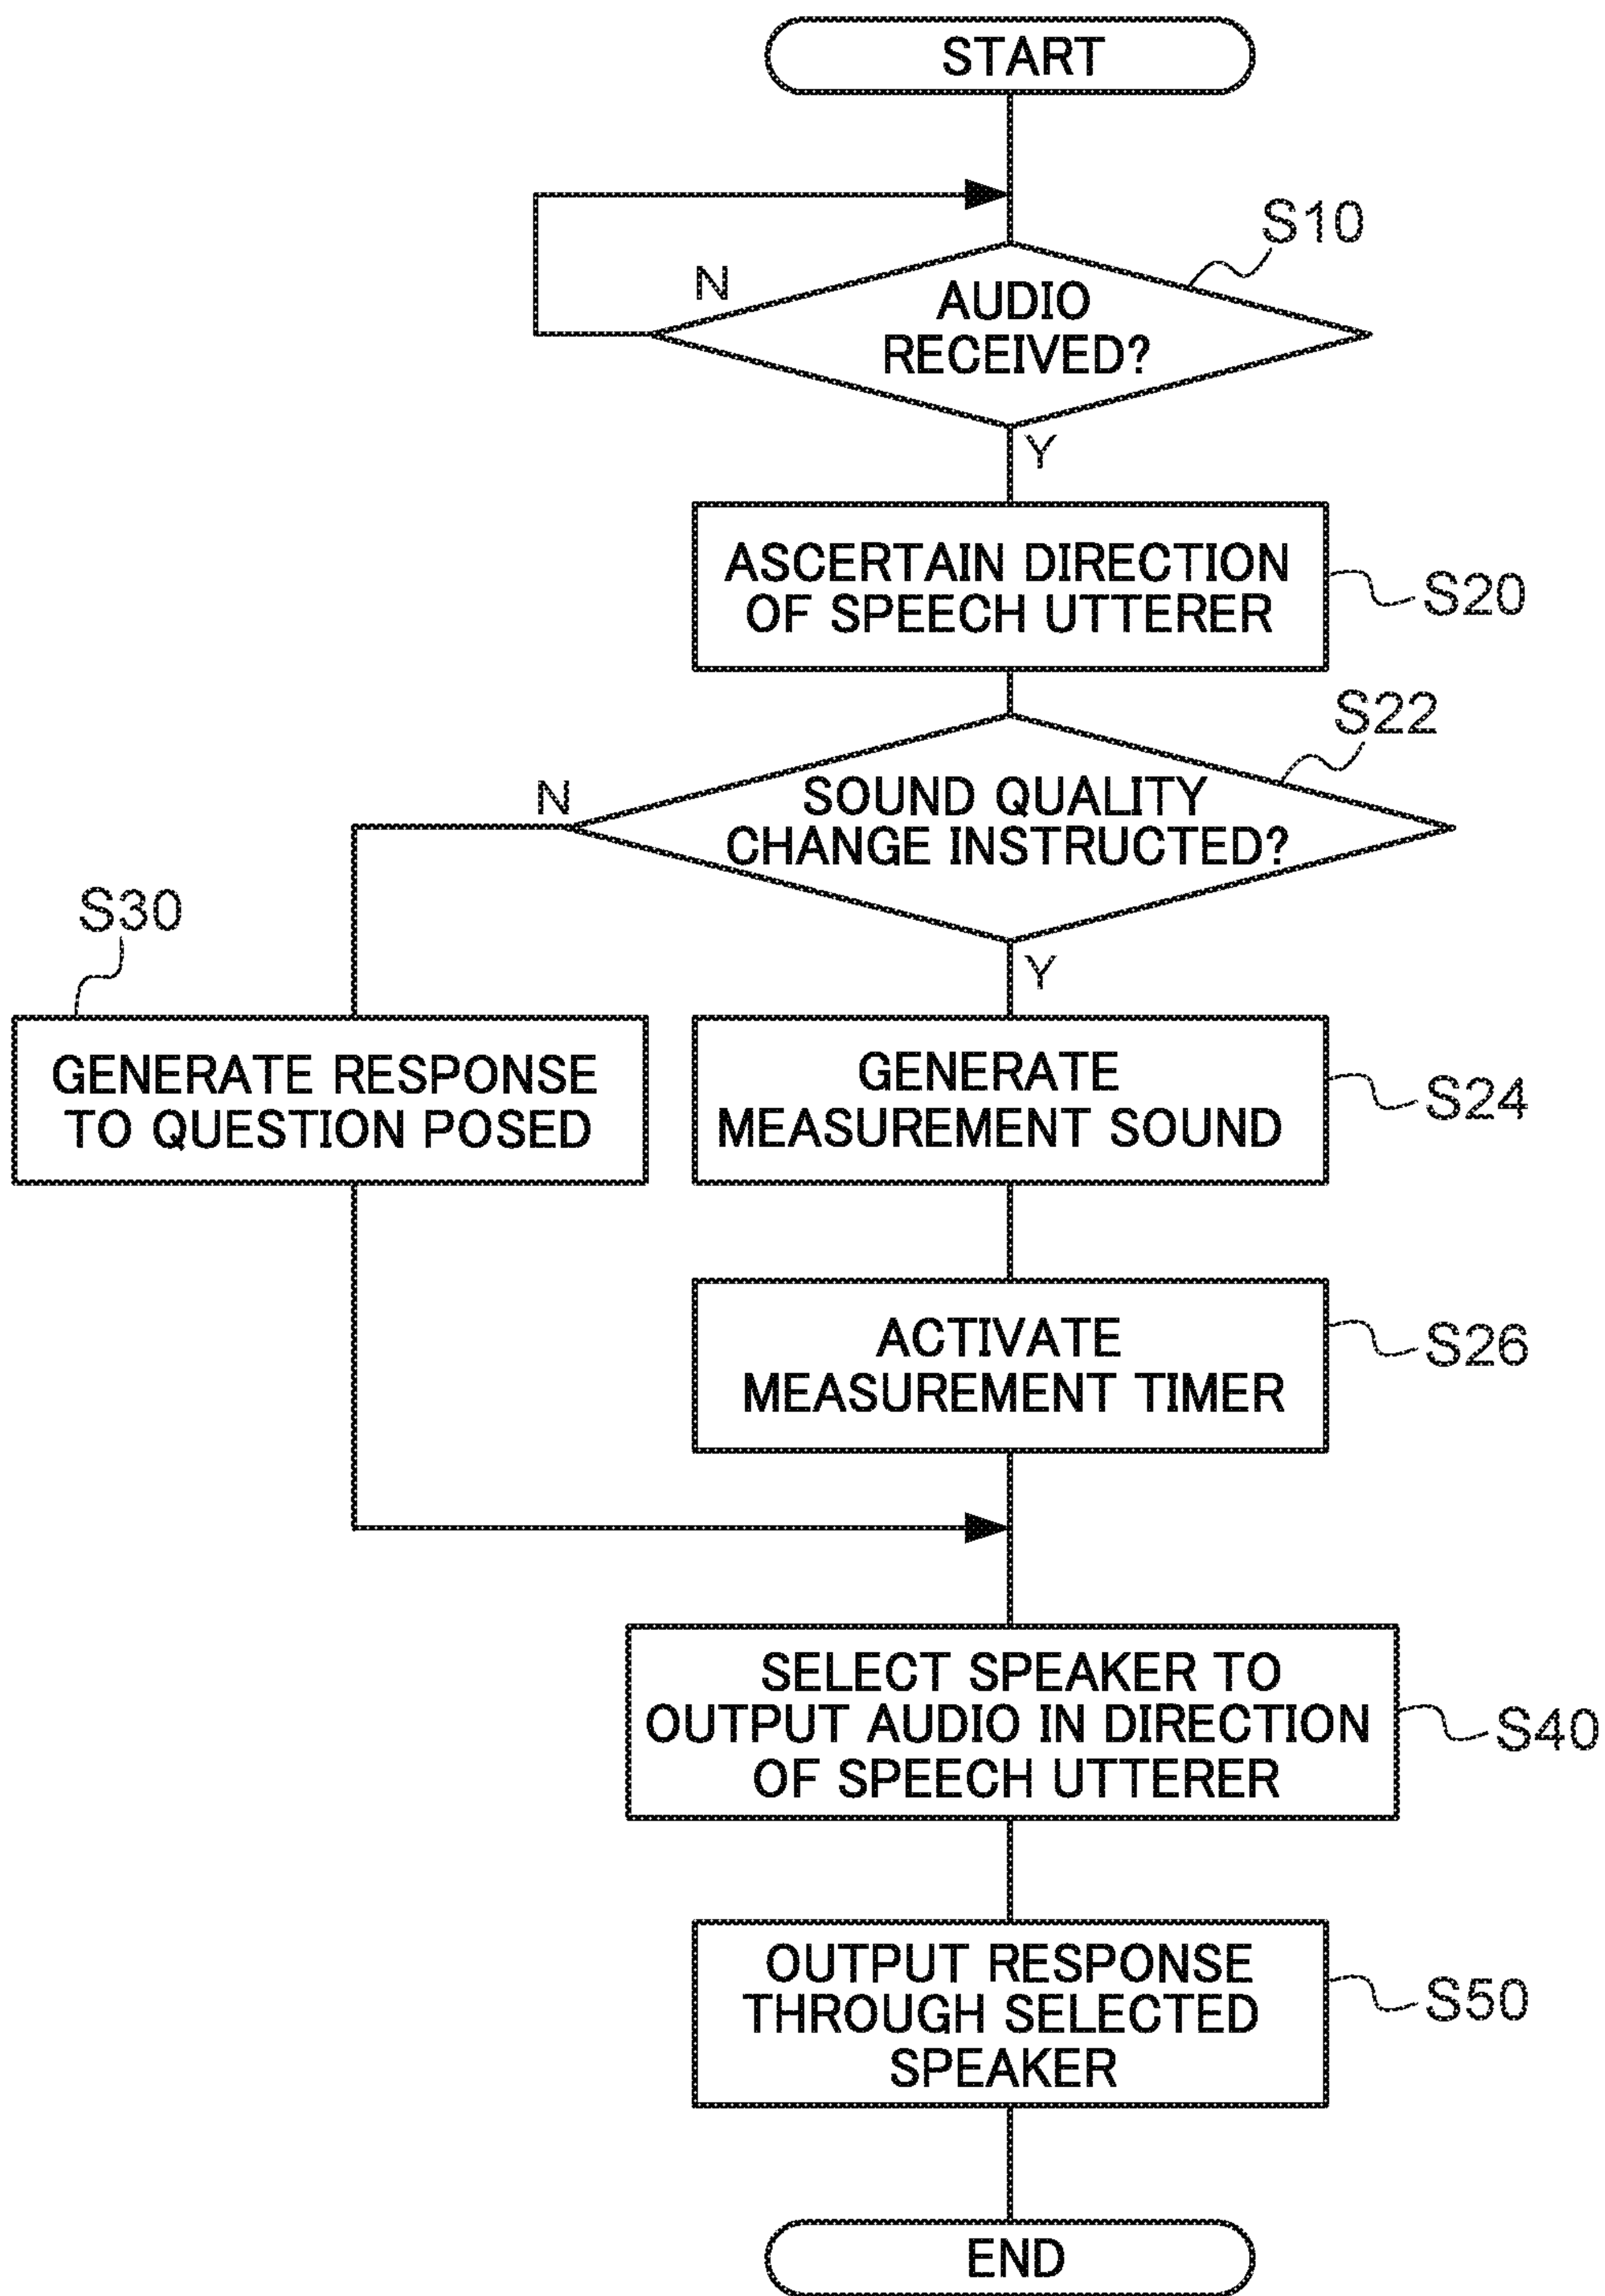 START
S10
N
AUDIO
RECEIVED?
Y
ASCERTAIN DIRECTION
OF SPEECH UTTERER
S20
S22
N
SOUND QUALITY
CHANGE INSTRUCTED?
S30
Y
GENERATE RESPONSE
TO QUESTION POSED
GENERATE
MEASUREMENT SOUND
S24
ACTIVATE
MEASUREMENT TIMER
S26
SELECT SPEAKER TO
OUTPUT AUDIO IN DIRECTION
OF SPEECH UTTERER
S40
OUTPUT RESPONSE
THROUGH SELECTED
SPEAKER
S50
END